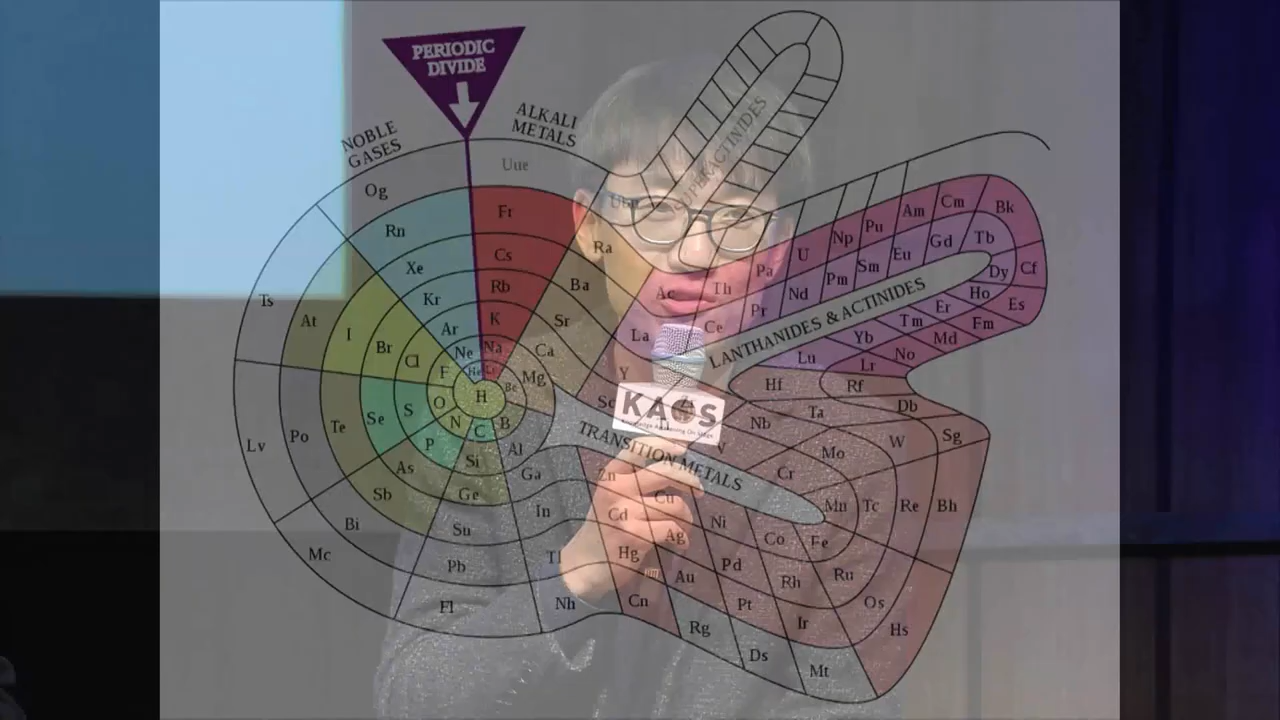 PERIODIC
DIVIDE
NOBLE
GASES
ALKALI
METALS
SUPERACTINIDES
Uue
Og
Rn
Fr
Ra
Xe
Cs
Ba
Kr
Rb
Sr
Ar
K
Ca
Ne
Na
Mg
He
Be
H
Ts
At
I
Br
Cl
F
Lv
Po
Te
Se
S
O
Mc
Bi
Sb
As
P
N
Fl
Pb
Sn
Ge
Si
C
Nh
Tl
In
Ga
Al
B
Ac
Th
Pa
U
Np
Pu
Am
Cm
Bk
La
Ce
Pr
Nd
Pm
Sm
Eu
Gd
Tb
Cf
Dy
Ho
Es
Er
Fm
Tm
Md
Yb
No
Lu
Lr
LANTHANIDES & ACTINIDES
Y
Sc
Hf
Rf
Nb
Ta
Db
V
Cr
Mo
W
Sg
Mn
Tc
Re
Bh
TRANSITION METALS
Zn
Cu
Ni
Co
Fe
Cd
Ag
Pd
Rh
Ru
Hg
Au
Pt
Ir
Os
Cn
Rg
Ds
Mt
Hs
KAOS
Knowledge Awakening On Stage